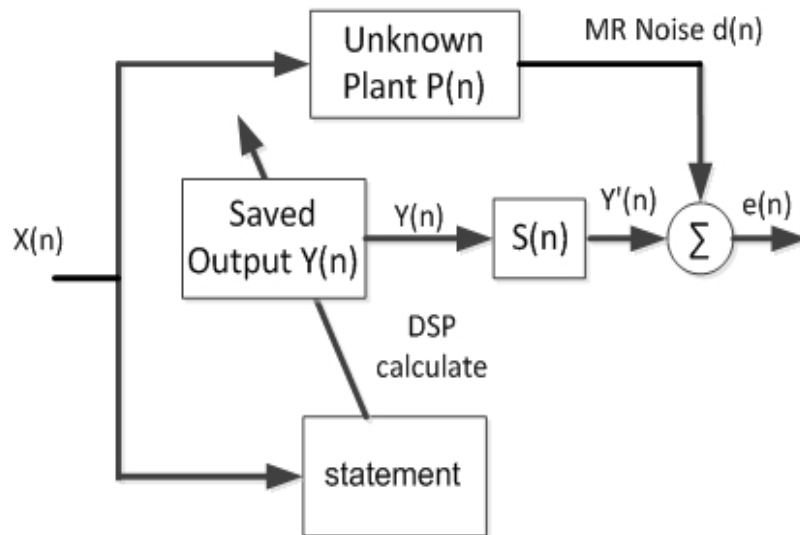 Unknown
Plant P(n)
MR Noise d(n)
X(n)
Saved
Output Y(n)
Y(n)
S(n)
Y'(n)
Σ
e(n)
DSP
calculate
statement